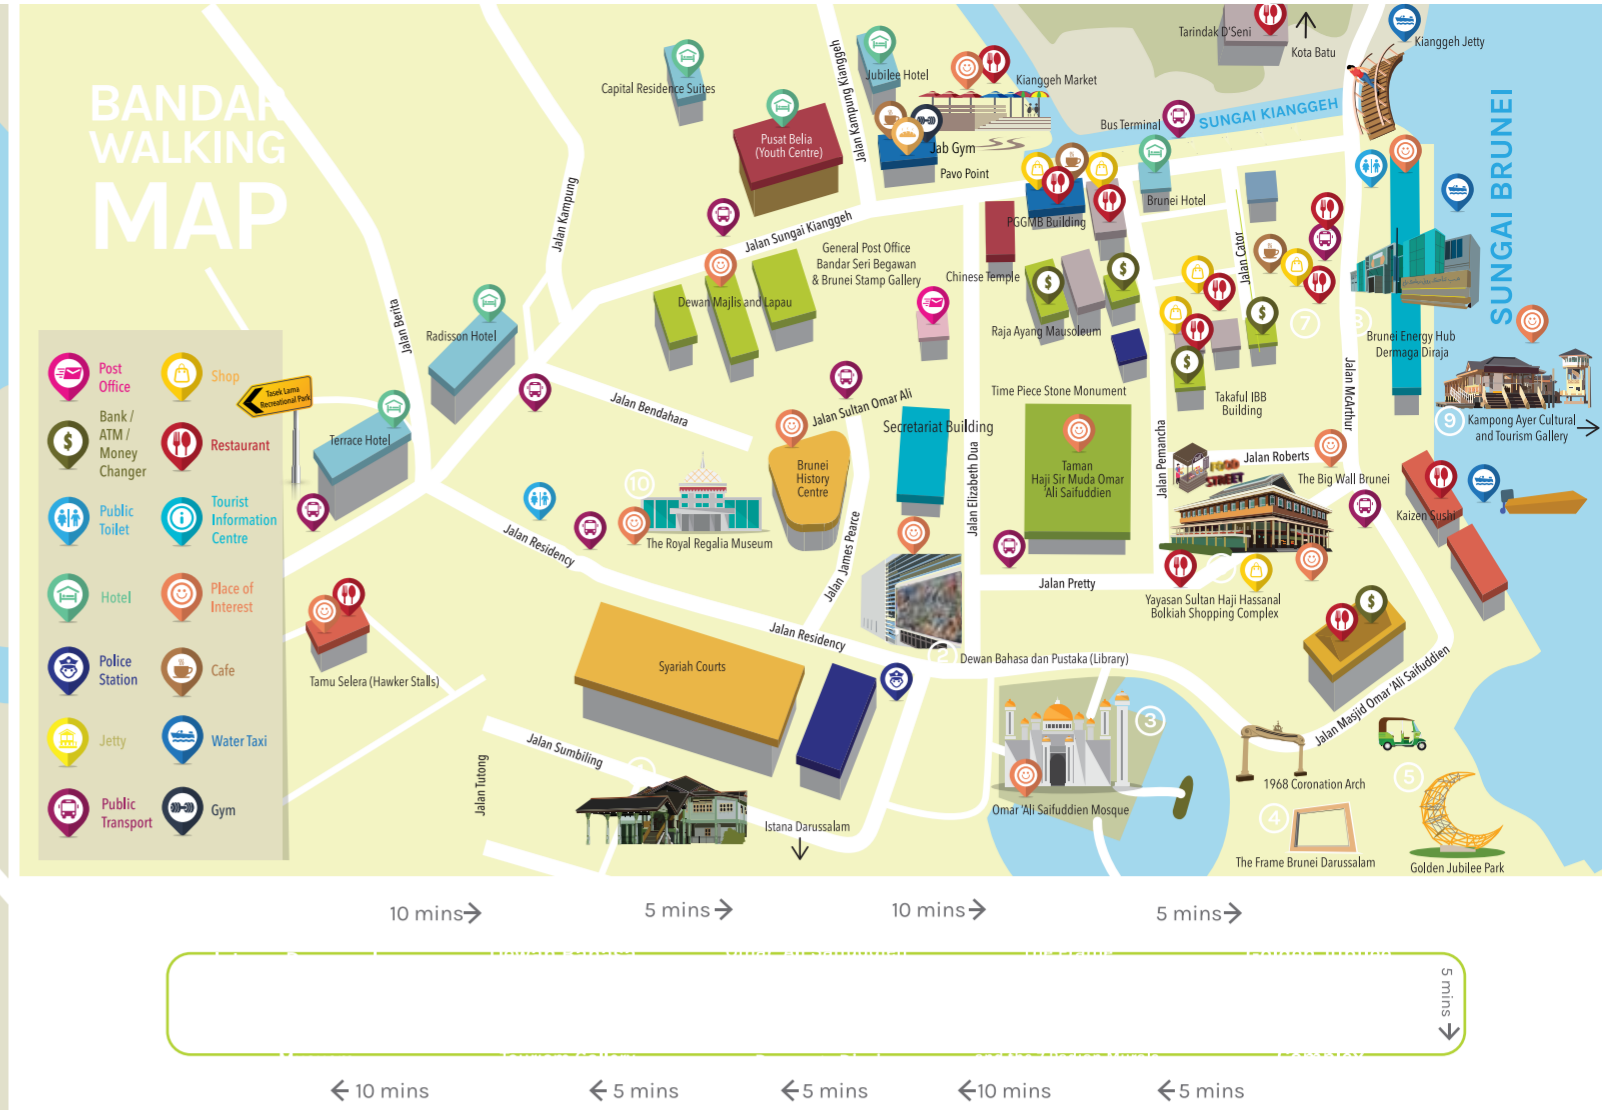 BANDAR
WALKING
MAP
Capital Residence Suites
Jubilee Hotel
Jalan Kampung Kianggeh
Kianggeh Market
Tarindak D'Seni
Kota Batu
Kianggeh Jetty
Pusat Belia
(Youth Centre)
Jab Gym
Pavo Point
Bus Terminal
SUNGAI KIANGGEH
SUNGAI BRUNEI
Brunei Hotel
PGGMB Building
Jalan Kampung
Jalan Sungai Kianggeh
General Post Office
Bandar Seri Begawan
& Brunei Stamp Gallery
Chinese Temple
Jalan Cator
Dewan Majlis and Lapau
Raja Ayang Mausoleum
Jalan Berita
Radisson Hotel
7
8
Brunei Energy Hub
Dermaga Diraja
Post
Office
Shop
Bank /
ATM /
Money
Changer
Restaurant
Public
Toilet
Tourist
Information
Centre
Hotel
Place of
Interest
Police
Station
Cafe
Jetty
Water Taxi
Public
Transport
Gym
Tasek Lama
Recreational Park
Terrace Hotel
Jalan Bendahara
Jalan Sultan Omar Ali
Secretariat Building
Time Piece Stone Monument
Takaful IBB
Building
Jalan McArthur
9
Kampong Ayer Cultural
and Tourism Gallery
Brunei
History
Centre
Taman
Haji Sir Muda Omar
'Ali Saifuddien
Jalan Elizabeth Dua
Jalan Pemancha
FOOD
STREET
Jalan Roberts
The Big Wall Brunei
Kaizen Sushi
10
The Royal Regalia Museum
Jalan Residency
Jalan James Pearce
Jalan Pretty
Yayasan Sultan Haji Hassanal
Bolkiah Shopping Complex
Jalan Residency
Syariah Courts
2
Dewan Bahasa dan Pustaka (Library)
Tamu Selera (Hawker Stalls)
Jalan Masjid Omar 'Ali Saifuddien
3
Jalan Sumbiling
Jalan Tutong
Istana Darussalam
Omar 'Ali Saifuddien Mosque
1968 Coronation Arch
4
The Frame Brunei Darussalam
5
Golden Jubilee Park
10 mins
5 mins
10 mins
5 mins
5 mins
10 mins
5 mins
5 mins
10 mins
5 mins